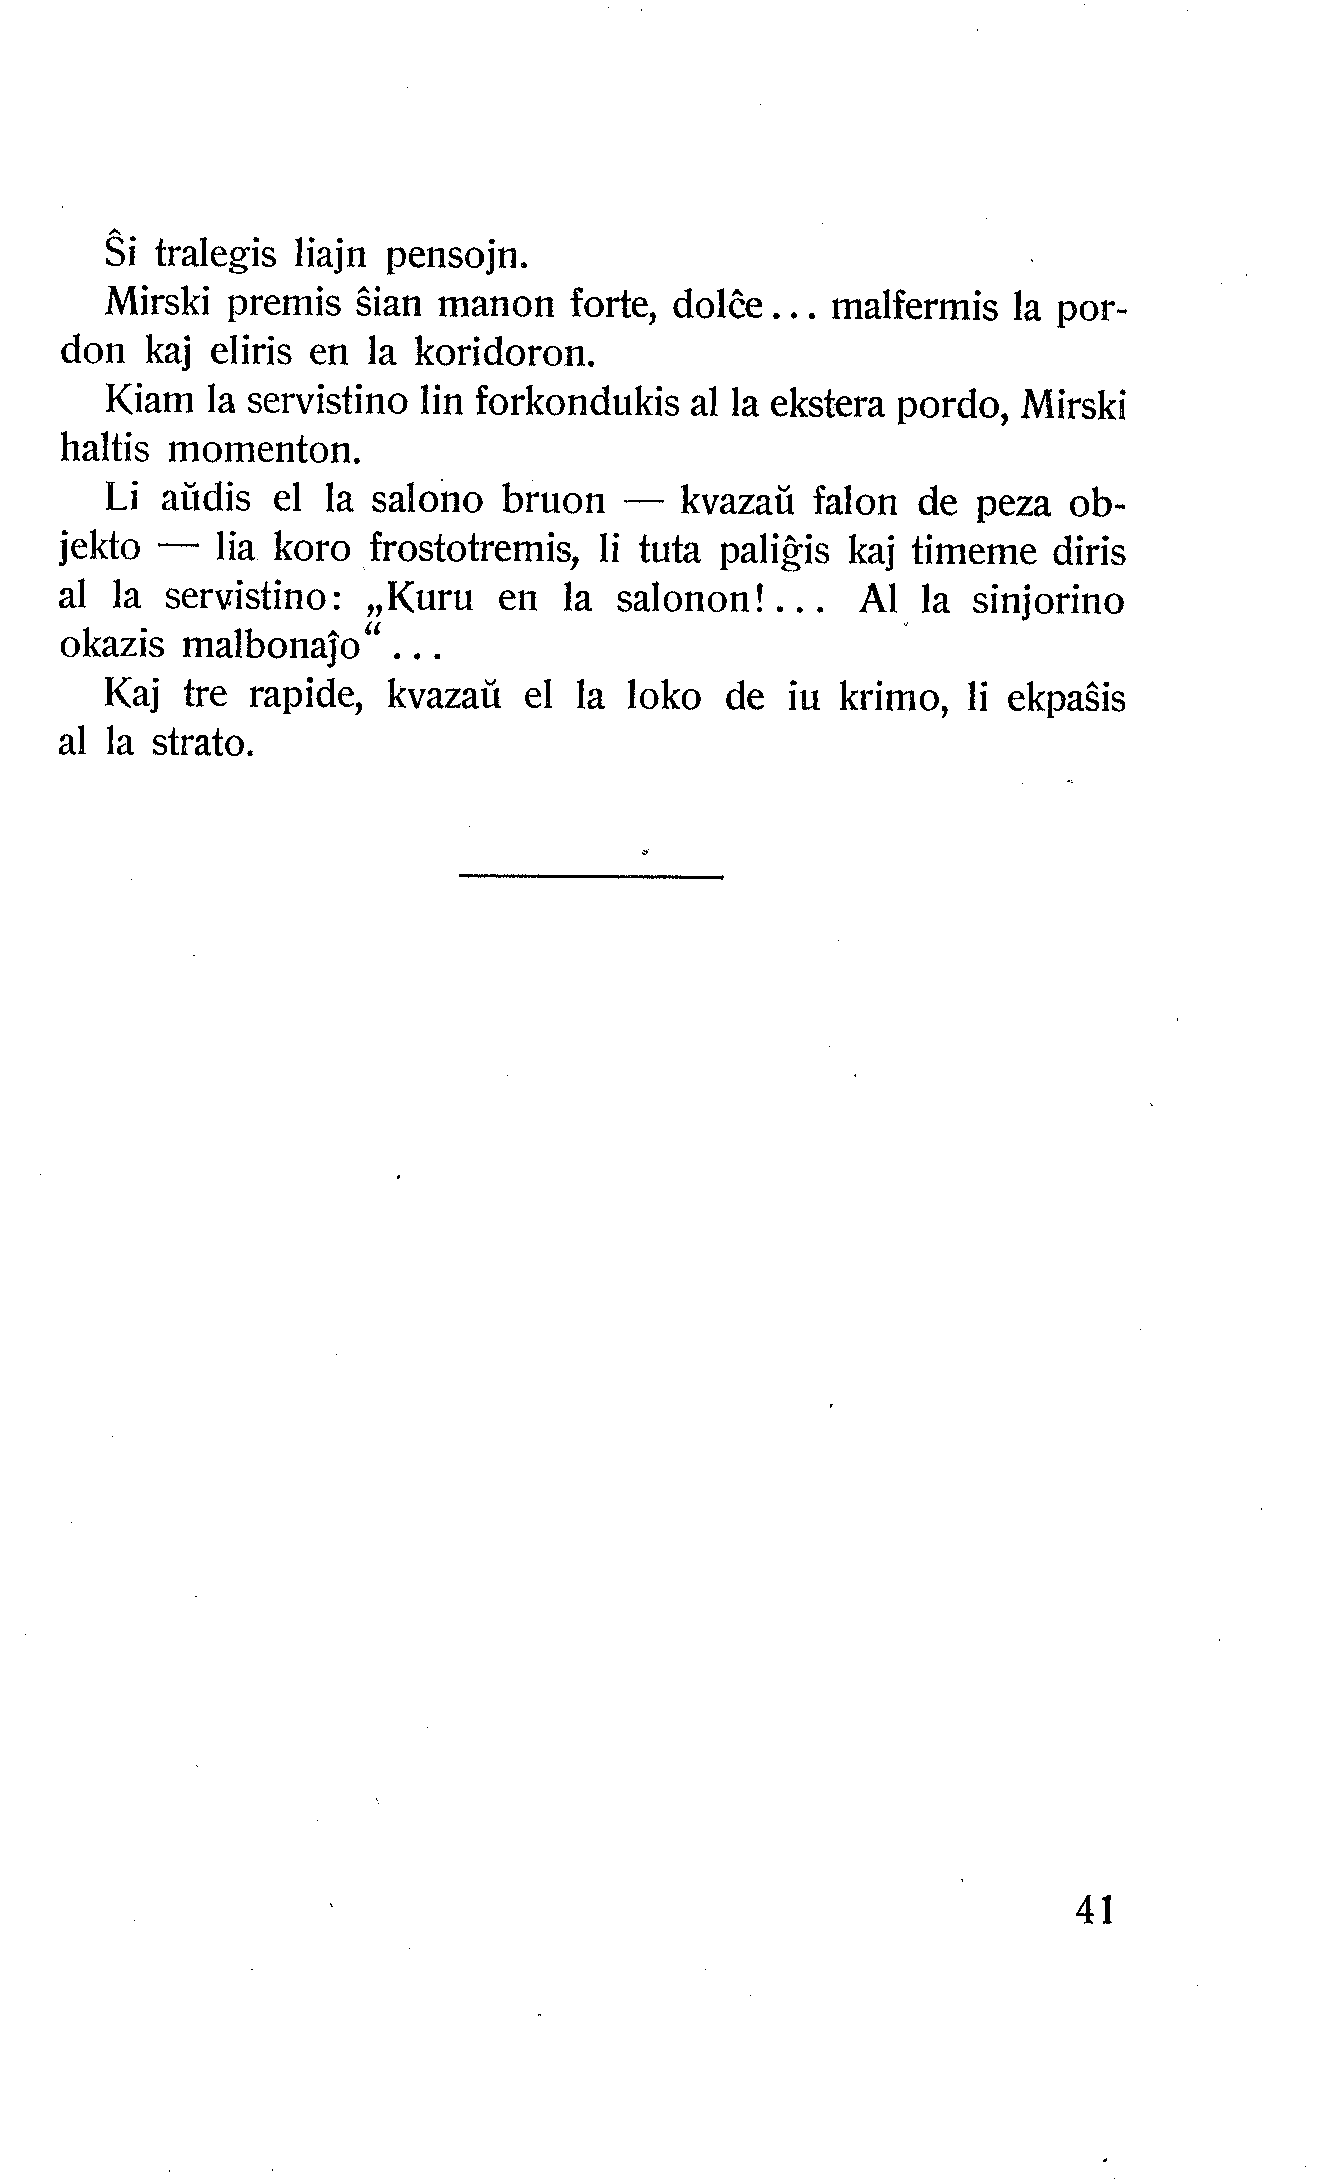 Ŝi tralegis liajn pensojn.
Mirski premis ŝian manon forte, dolĉe... malfermis la por-
don kaj eliris en la koridoron.
Kiam la servistino lin forkondukis al la ekstera pordo, Mirski
haltis momenton.
Li aŭdis el la salono bruon — kvazaŭ falon de peza ob-
jekto — lia koro frostotremis, li tuta paliĝis kaj timeme diris
al la servistino: „Kuru en la salonon!... Al la sinjorino
okazis malbonaĵo“...
Kaj tre rapide, kvazaŭ el la loko de iu krimo, li ekpaŝis
al la strato.
41